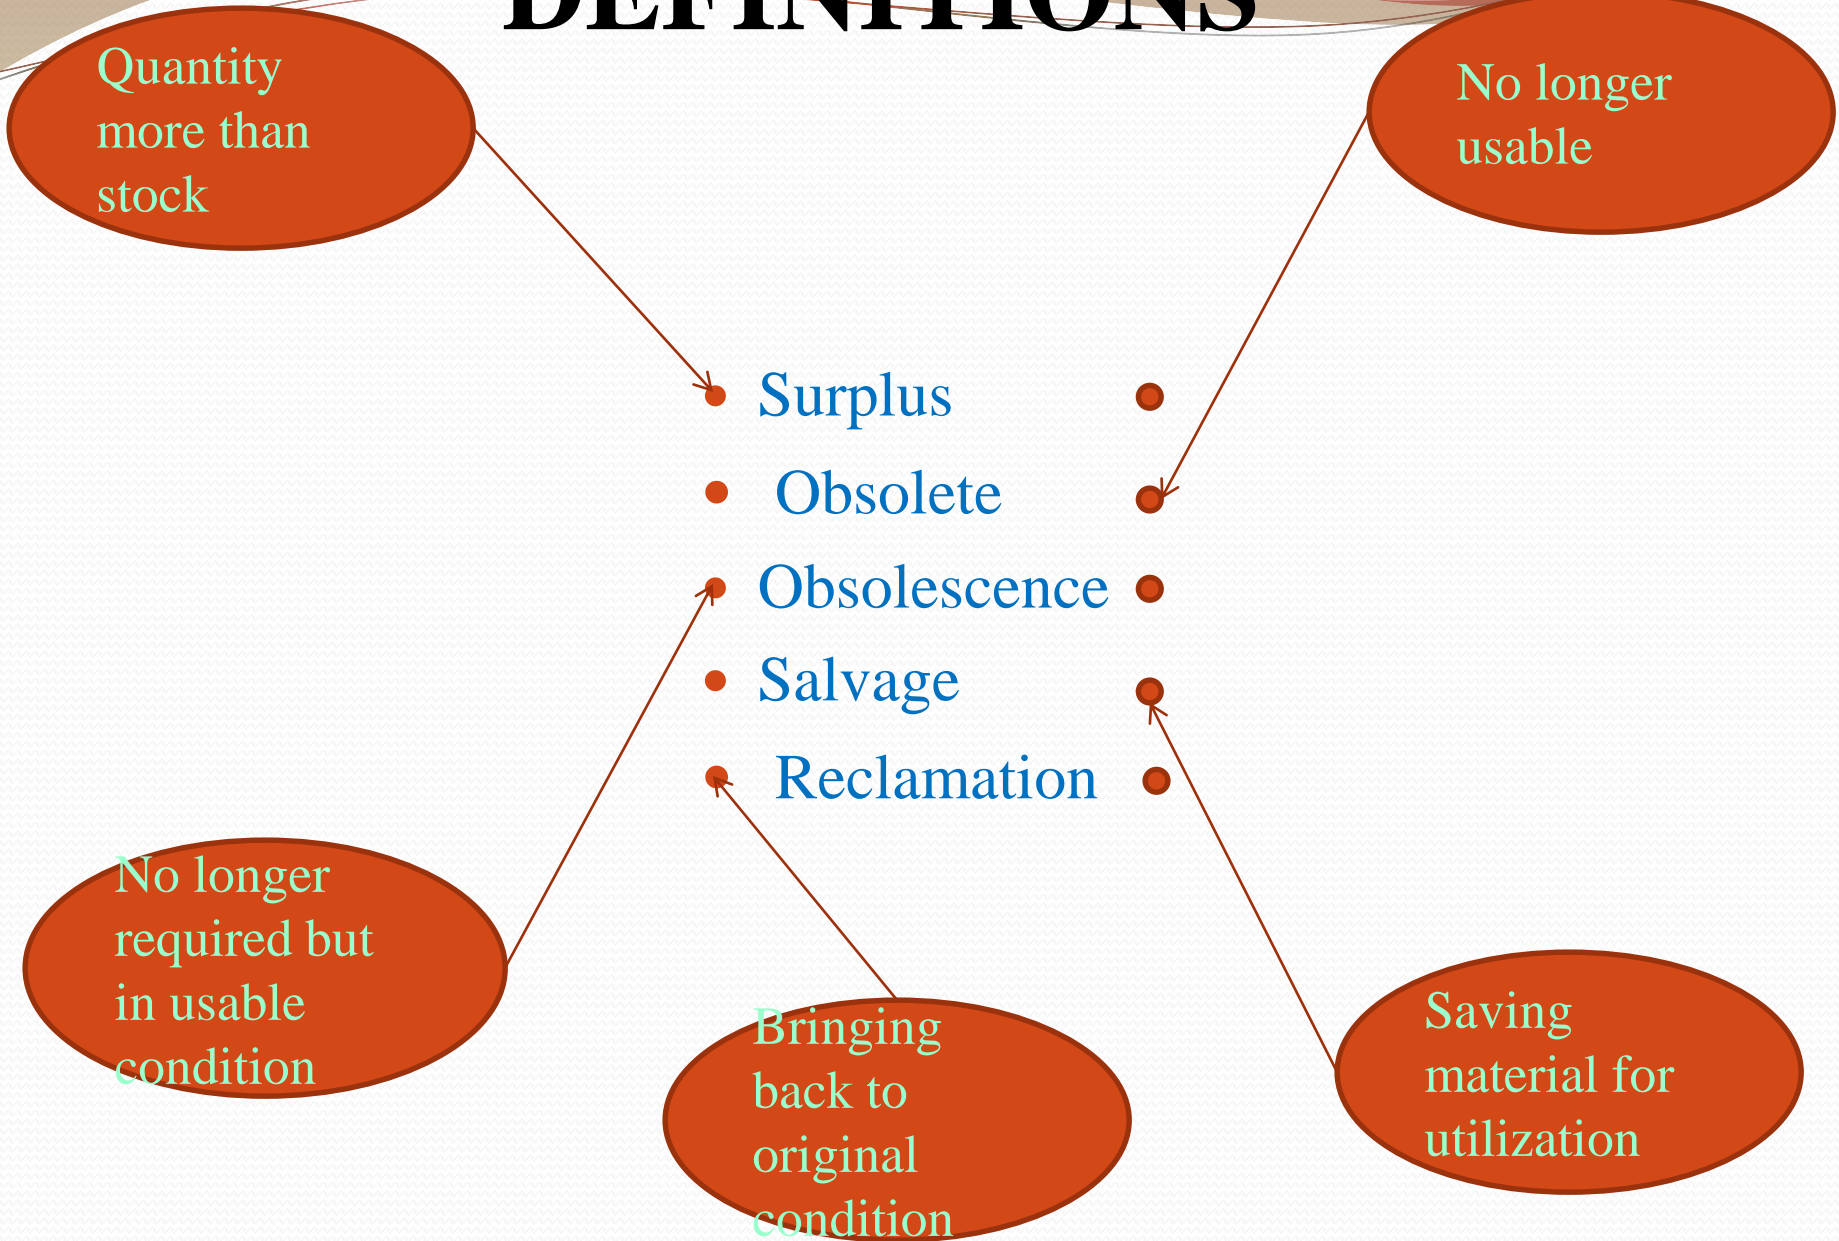 DEFINITIONS
Quantity
more than
stock
No longer
usable
Surplus
Obsolete
Obsolescence
Salvage
Reclamation
No longer
required but
in usable
condition
Bringing
back to
original
condition
Saving
material for
utilization